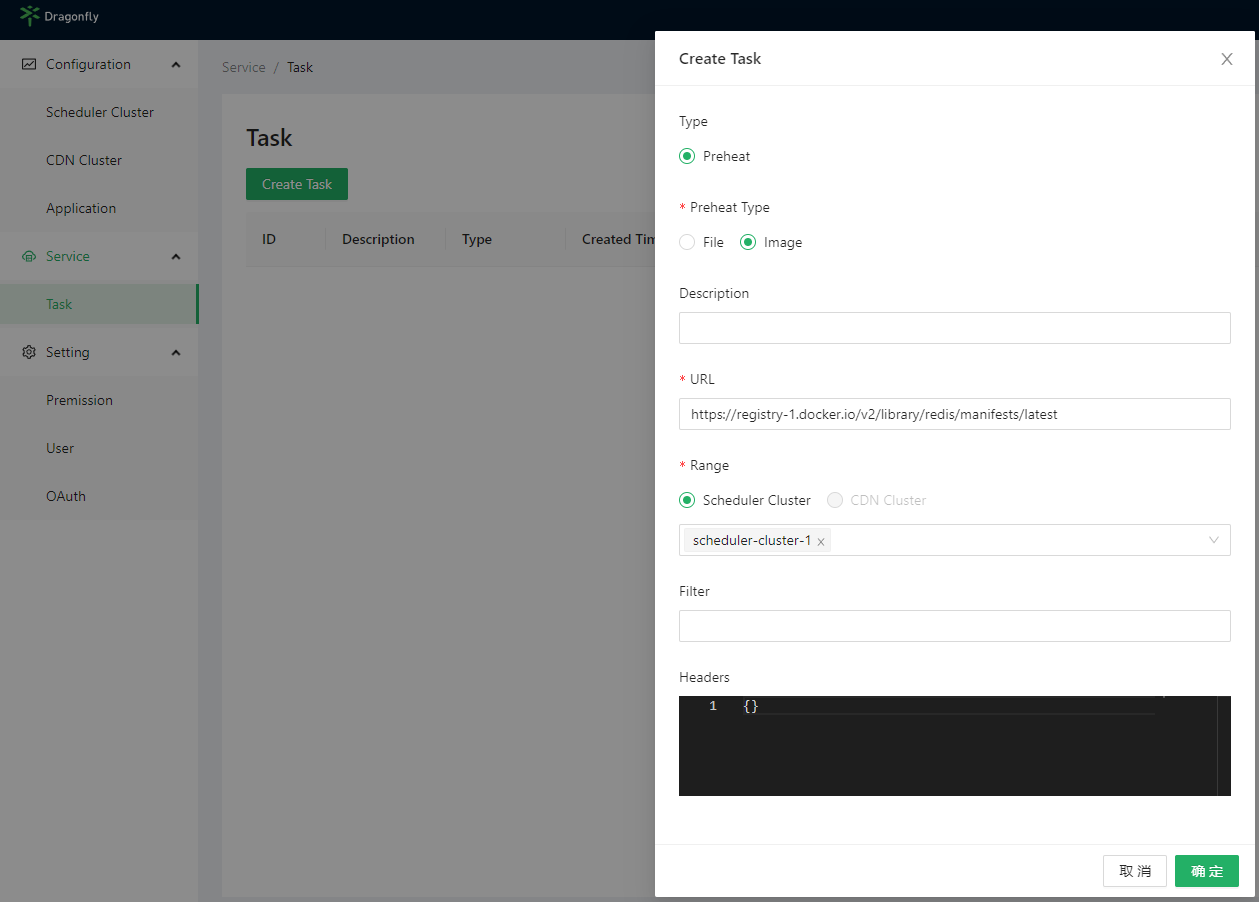 Dragonfly
Configuration
Scheduler Cluster
CDN Cluster
Application
Service
Task
Setting
Premission
User
OAuth
Service / Task
Task
Create Task
ID Description Type Created Tim
Create Task
Type
Preheat
* Preheat Type
File Image
Description
* URL
https://registry-1.docker.io/v2/library/redis/manifests/latest
* Range
Scheduler Cluster CDN Cluster
scheduler-cluster-1 ×
Filter
Headers
1 {}
取 消 确 定